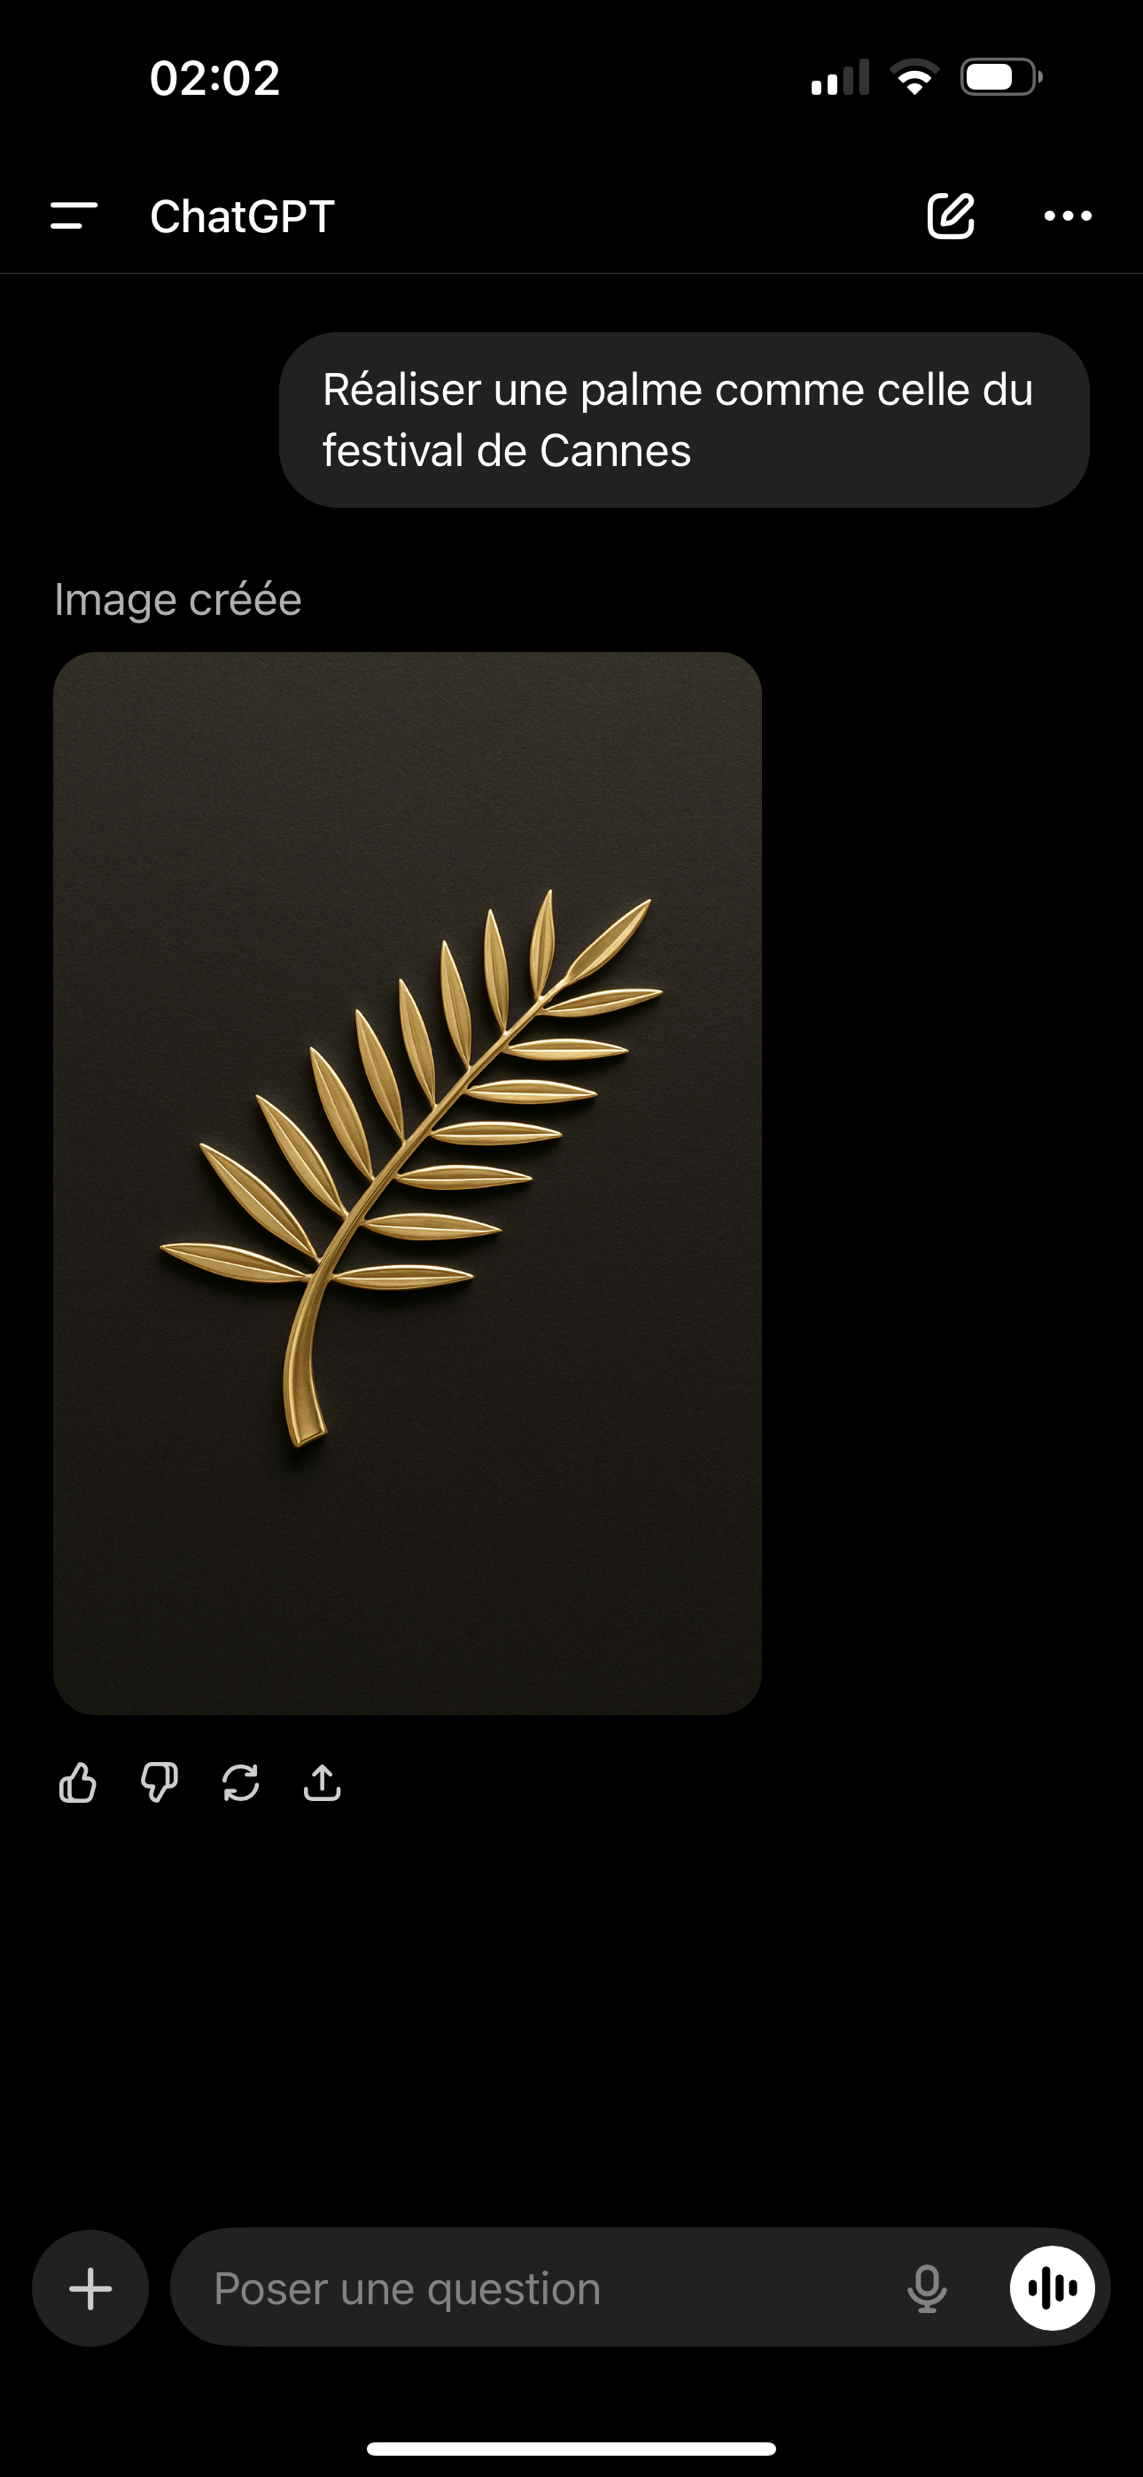 02:02
ChatGPT
Réaliser une palme comme celle du
festival de Cannes
Image créée
Poser une question